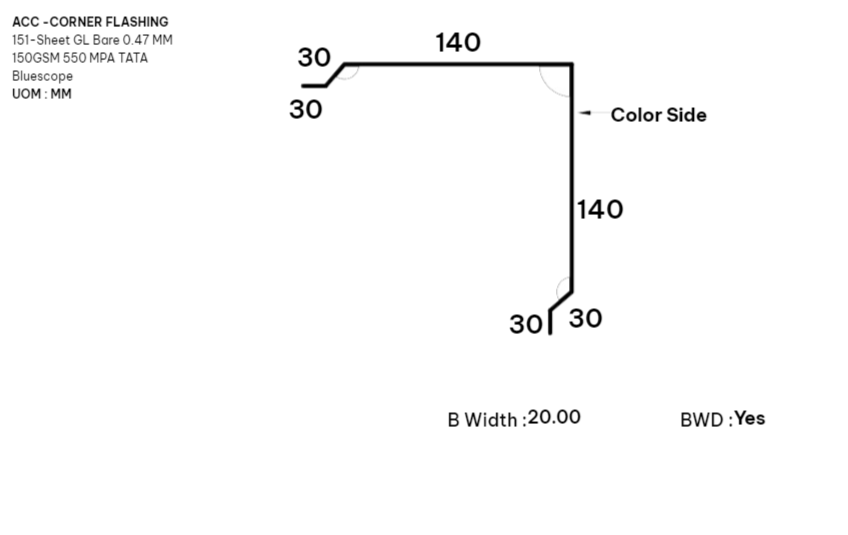 ACC -CORNER FLASHING
151-Sheet GL Bare 0.47 MM
150GSM 550 MPA TATA
Bluescope
UOM : MM
140
30
30
Color Side
140
30
30
B Width :20.00
BWD :Yes